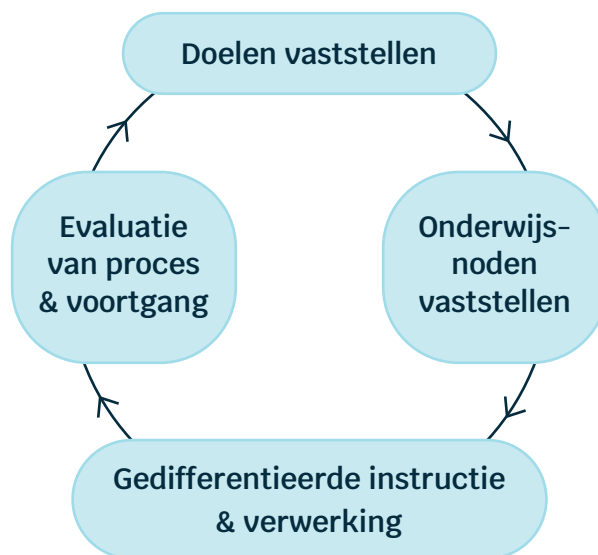 Doelen vaststellen
Evaluatie
van proces
& voortgang
Onderwijs-
noden
vaststellen
Gedifferentieerde instructie
& verwerking